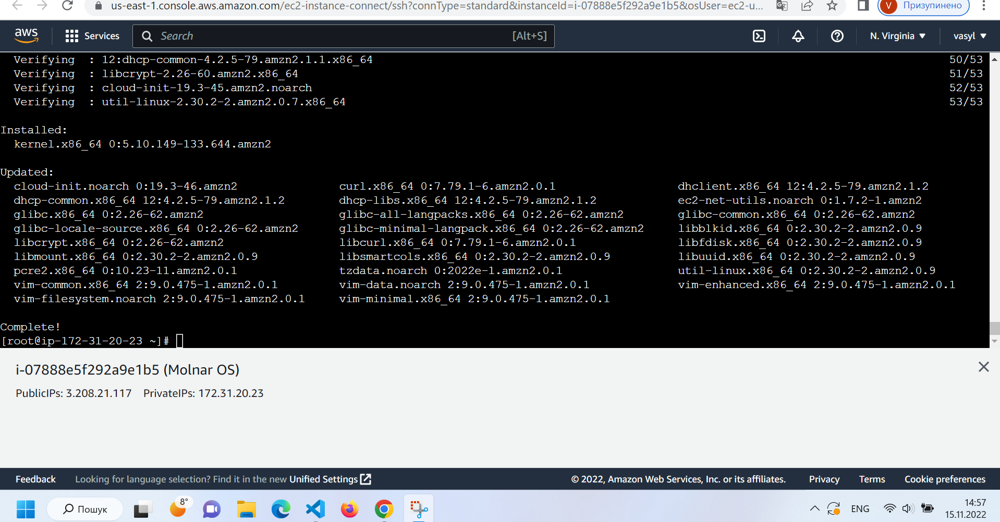 us-east-1.console.aws.amazon.com/ec2-instance-connect/ssh?connType=standard&instanceId=i-07888e5f292a9e1b5&osUser=ec2-u... V Призупинено
aws Services Search [Alt+S] N. Virginia ▼ vasyl ▼
Verifying : 12:dhcp-common-4.2.5-79.amzn2.1.1.x86_64 50/53
Verifying : libcrypt-2.26-60.amzn2.x86_64 51/53
Verifying : cloud-init-19.3-45.amzn2.noarch 52/53
Verifying : util-linux-2.30.2-2.amzn2.0.7.x86_64 53/53
Installed:
kernel.x86_64 0:5.10.149-133.644.amzn2
Updated:
cloud-init.noarch 0:19.3-46.amzn2 curl.x86_64 0:7.79.1-6.amzn2.0.1 dhclient.x86_64 12:4.2.5-79.amzn2.1.2
dhcp-common.x86_64 12:4.2.5-79.amzn2.1.2 dhcp-libs.x86_64 12:4.2.5-79.amzn2.1.2 ec2-net-utils.noarch 0:1.7.2-1.amzn2
glibc.x86_64 0:2.26-62.amzn2 glibc-all-langpacks.x86_64 0:2.26-62.amzn2 glibc-common.x86_64 0:2.26-62.amzn2
glibc-locale-source.x86_64 0:2.26-62.amzn2 glibc-minimal-langpack.x86_64 0:2.26-62.amzn2 libblkid.x86_64 0:2.30.2-2.amzn2.0.9
libcrypt.x86_64 0:2.26-62.amzn2 libcurl.x86_64 0:7.79.1-6.amzn2.0.1 libfdisk.x86_64 0:2.30.2-2.amzn2.0.9
libmount.x86_64 0:2.30.2-2.amzn2.0.9 libsmartcols.x86_64 0:2.30.2-2.amzn2.0.9 libuuid.x86_64 0:2.30.2-2.amzn2.0.9
pcre2.x86_64 0:10.23-11.amzn2.0.1 tzdata.noarch 0:2022e-1.amzn2.0.1 util-linux.x86_64 0:2.30.2-2.amzn2.0.9
vim-common.x86_64 2:9.0.475-1.amzn2.0.1 vim-data.noarch 2:9.0.475-1.amzn2.0.1 vim-enhanced.x86_64 2:9.0.475-1.amzn2.0.1
vim-filesystem.noarch 2:9.0.475-1.amzn2.0.1 vim-minimal.x86_64 2:9.0.475-1.amzn2.0.1
Complete!
[root@ip-172-31-20-23 ~]#
i-07888e5f292a9e1b5 (Molnar OS)
PublicIPs: 3.208.21.117 PrivateIPs: 172.31.20.23
Feedback Looking for language selection? Find it in the new Unified Settings © 2022, Amazon Web Services, Inc. or its affiliates. Privacy Terms Cookie preferences
Пошук 8° ENG 14:57
15.11.2022